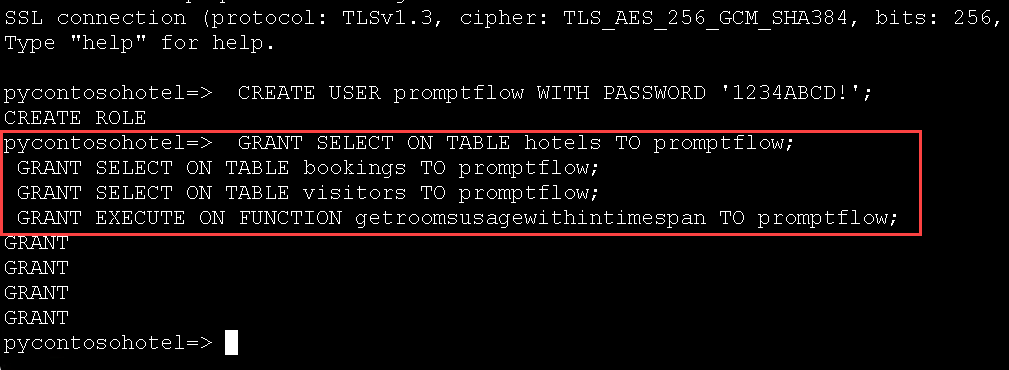 SSL connection (protocol: TLSv1.3, cipher: TLS_AES_256_GCM_SHA384, bits: 256,
Type "help" for help.
pycontosohotel=>  CREATE USER promptflow WITH PASSWORD '1234ABCD!';
CREATE ROLE
pycontosohotel=>  GRANT SELECT ON TABLE hotels TO promptflow;
 GRANT SELECT ON TABLE bookings TO promptflow;
 GRANT SELECT ON TABLE visitors TO promptflow;
 GRANT EXECUTE ON FUNCTION getroomsusagewithintimespan TO promptflow;
GRANT
GRANT
GRANT
GRANT
pycontosohotel=>